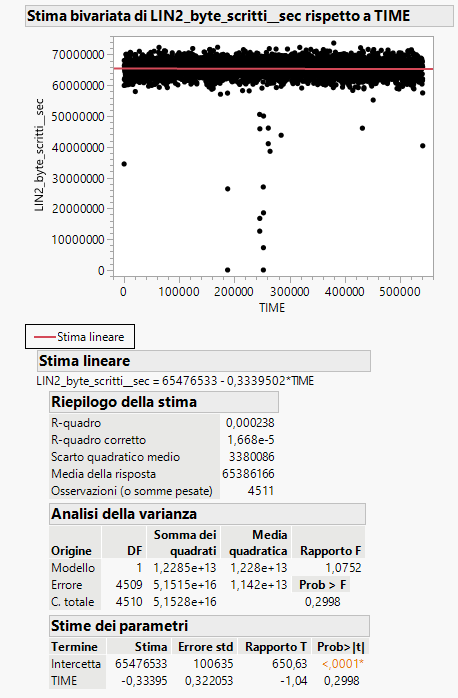 Stima bivariata di LIN2_byte_scritti__sec rispetto a TIME
LIN2_byte_scritti__sec
70000000
60000000
50000000
40000000
30000000
20000000
10000000
0
0 100000 200000 300000 400000 500000
TIME
Stima lineare
Stima lineare
LIN2_byte_scritti__sec = 65476533 - 0,3339502*TIME
Riepilogo della stima
R-quadro 0,000238
R-quadro corretto 1,668e-5
Scarto quadratico medio 3380086
Media della risposta 65386166
Osservazioni (o somme pesate) 4511
Analisi della varianza
Somma dei Media
Origine DF quadrati quadratica Rapporto F
Modello 1 1,2285e+13 1,228e+13 1,0752
Errore 4509 5,1515e+16 1,142e+13 Prob > F
C. totale 4510 5,1528e+16 0,2998
Stime dei parametri
Termine Stima Errore std Rapporto T Prob>|t|
Intercetta 65476533 100635 650,63 <,0001*
TIME -0,33395 0,322053 -1,04 0,2998